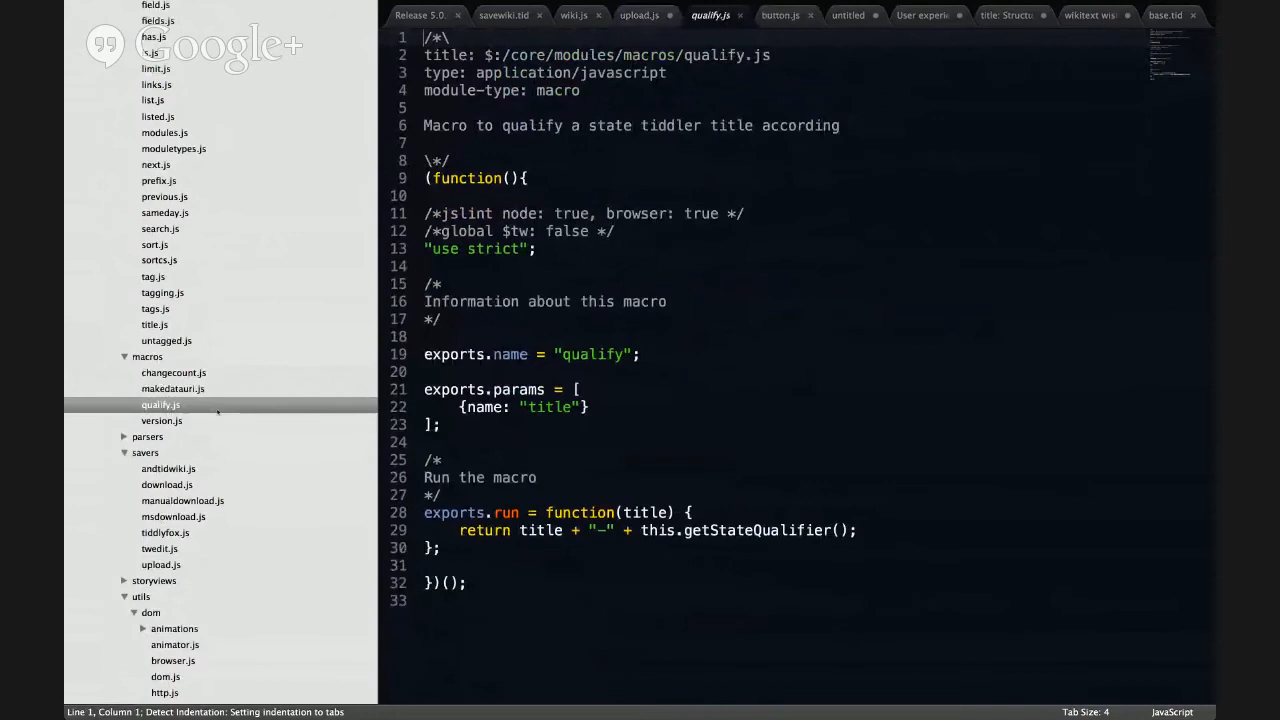 field.js
fields.js
has.js
is.js
limit.js
links.js
list.js
listed.js
modules.js
moduletypes.js
next.js
prefix.js
previous.js
sameday.js
search.js
sort.js
sortcs.js
tag.js
tagging.js
tags.js
title.js
untagged.js
macros
changecount.js
makedatauri.js
qualify.js
version.js
parsers
savers
andtidwiki.js
download.js
manualdownload.js
msdownload.js
tiddlyfox.js
twedit.js
upload.js
storyviews
utils
dom
animations
animator.js
browser.js
dom.js
http.js
Google+
Release 5.0. savewiki.tid wiki.js upload.js qualify.js button.js untitled User experie title: Structu wikitext wis base.tid
1 /*\
2 title: $:/core/modules/macros/qualify.js
3 type: application/javascript
4 module-type: macro
5
6 Macro to qualify a state tiddler title according
7
8 \*/
9 (function(){
10
11 /*jslint node: true, browser: true */
12 /*global $tw: false */
13 "use strict";
14
15 /*
16 Information about this macro
17 */
18
19 exports.name = "qualify";
20
21 exports.params = [
22 {name: "title"}
23 ];
24
25 /*
26 Run the macro
27 */
28 exports.run = function(title) {
29 return title + "-" + this.getStateQualifier();
30 };
31
32 })();
33
Line 1, Column 1; Detect Indentation: Setting indentation to tabs
Tab Size: 4
JavaScript